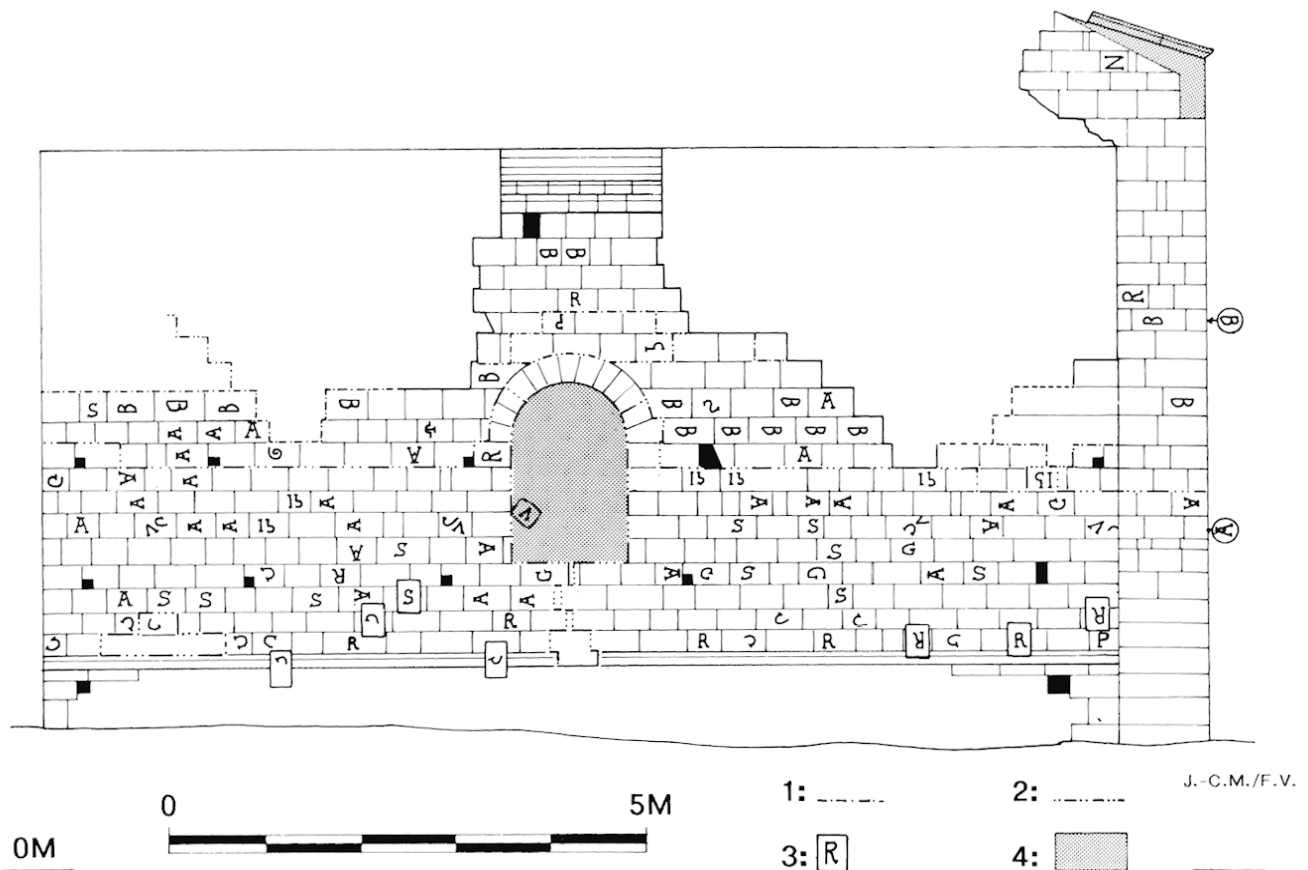 N
B B
R R
B B
B
S B B B B B B A B
A A A B B B B B
A A R A
A A
A A A A A A A
A A A A S S A A
A S A S G
C R G A G S G A S
A S S S A S A A S
C C R C C R
C C C R R C R R G R P
J.-C.M./F.V.
0 5M 1: 2:
0M 3: R 4: